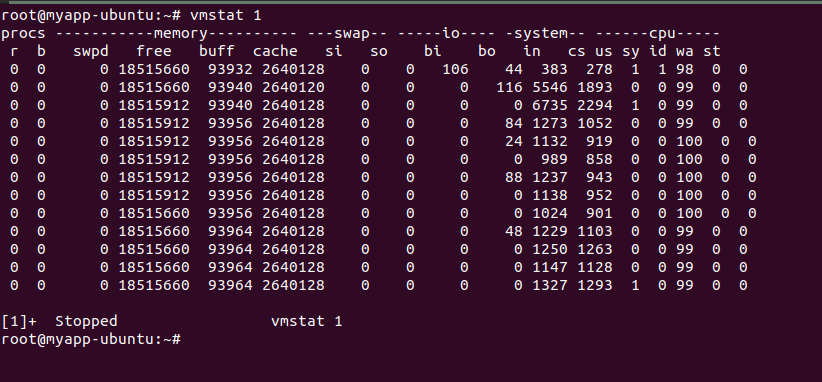 root@myapp-ubuntu:~# vmstat 1
procs -----------memory---------- ---swap-- -----io---- -system-- ------cpu-----
 r  b   swpd   free   buff  cache   si   so    bi    bo   in   cs us sy id wa st
 0  0      0 18515660  93932 2640128    0    0   106    44  383  278  1  1 98  0  0
 0  0      0 18515660  93940 2640120    0    0     0   116 5546 1893  0  0 99  0  0
 0  0      0 18515912  93940 2640128    0    0     0     0 6735 2294  1  0 99  0  0
 0  0      0 18515912  93956 2640128    0    0     0    84 1273 1052  0  0 99  0  0
 0  0      0 18515912  93956 2640128    0    0     0    24 1132  919  0  0 100  0  0
 0  0      0 18515912  93956 2640128    0    0     0     0  989  858  0  0 100  0  0
 0  0      0 18515912  93956 2640128    0    0     0    88 1237  943  0  0 100  0  0
 0  0      0 18515912  93956 2640128    0    0     0     0 1138  952  0  0 100  0  0
 0  0      0 18515660  93956 2640128    0    0     0     0 1024  901  0  0 100  0  0
 0  0      0 18515660  93964 2640128    0    0     0    48 1229 1103  0  0 99  0  0
 0  0      0 18515660  93964 2640128    0    0     0     0 1250 1263  0  0 99  0  0
 0  0      0 18515660  93964 2640128    0    0     0     0 1147 1128  0  0 99  0  0
 0  0      0 18515660  93964 2640128    0    0     0     0 1327 1293  1  0 99  0  0
[1]+  Stopped                 vmstat 1
root@myapp-ubuntu:~#